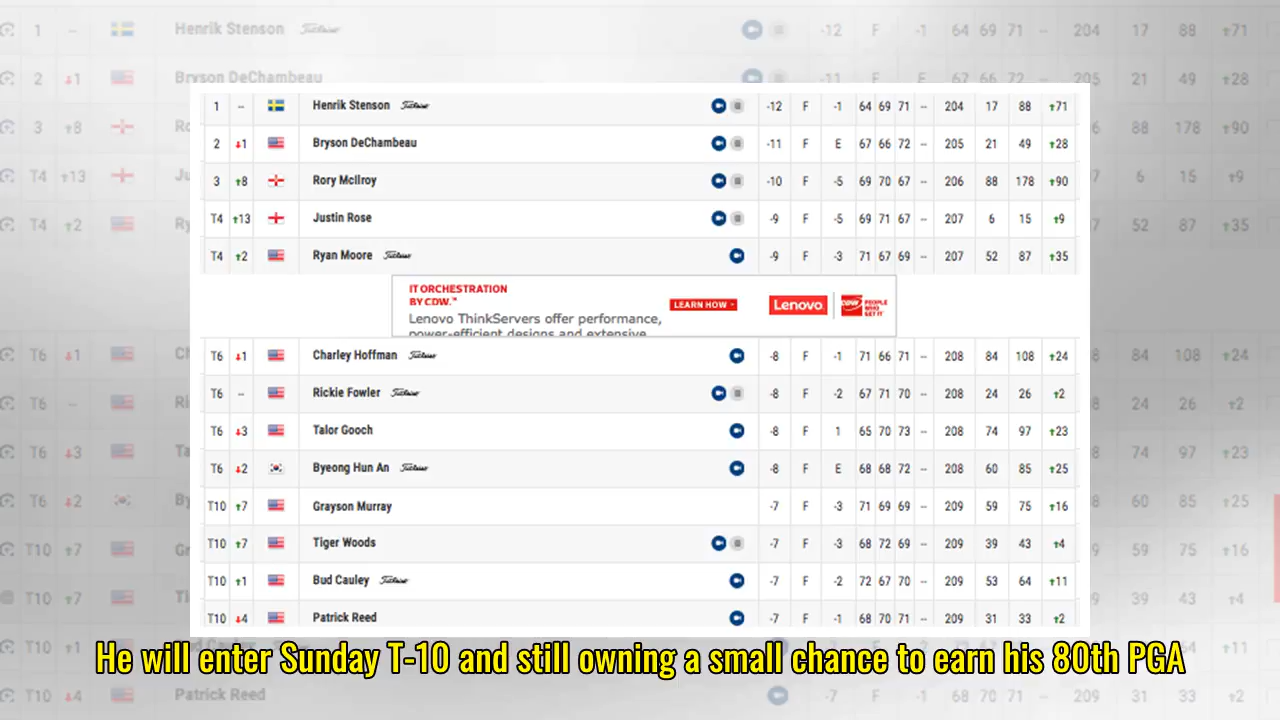 1 -- Henrik Stenson Titleist -12 F -1 64 69 71 -- 204 17 88 ↑71
2 ↓1 Bryson DeChambeau -11 F E 67 66 72 -- 205 21 49 ↑28
3 ↑8 Rory McIlroy -10 F -5 69 70 67 -- 206 88 178 ↑90
T4 ↑13 Justin Rose -9 F -5 69 71 67 -- 207 6 15 ↑9
T4 ↑2 Ryan Moore Titleist -9 F -3 71 67 69 -- 207 52 87 ↑35
IT ORCHESTRATION
BY CDW.™
LEARN HOW
Lenovo
CDW PEOPLE WHO GET IT
Lenovo ThinkServers offer performance,
power-efficient designs and extensive
T6 ↓1 Charley Hoffman Titleist -8 F -1 71 66 71 -- 208 84 108 ↑24
T6 -- Rickie Fowler Titleist -8 F -2 67 71 70 -- 208 24 26 ↑2
T6 ↓3 Talor Gooch -8 F 1 65 70 73 -- 208 74 97 ↑23
T6 ↓2 Byeong Hun An Titleist -8 F E 68 68 72 -- 208 60 85 ↑25
T10 ↑7 Grayson Murray -7 F -3 71 69 69 -- 209 59 75 ↑16
T10 ↑7 Tiger Woods -7 F -3 68 72 69 -- 209 39 43 ↑4
T10 ↑1 Bud Cauley Titleist -7 F -2 72 67 70 -- 209 53 64 ↑11
T10 ↓4 Patrick Reed -7 F -1 68 70 71 -- 209 31 33 ↑2
He will enter Sunday T-10 and still owning a small chance to earn his 80th PGA